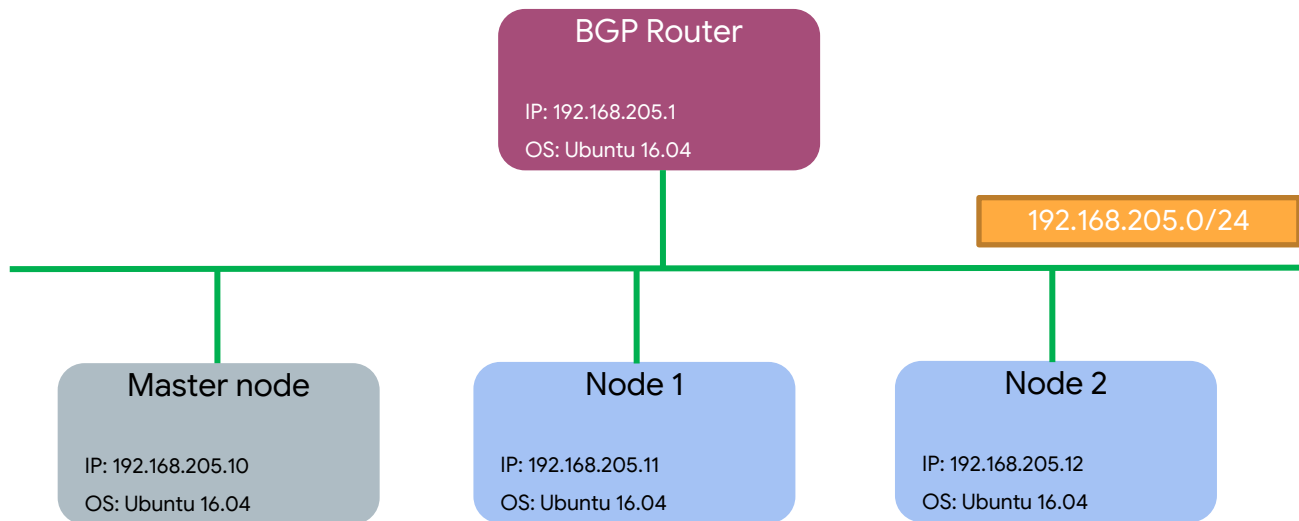 BGP Router
IP: 192.168.205.1
OS: Ubuntu 16.04
192.168.205.0/24
Master node
IP: 192.168.205.10
OS: Ubuntu 16.04
Node 1
IP: 192.168.205.11
OS: Ubuntu 16.04
Node 2
IP: 192.168.205.12
OS: Ubuntu 16.04